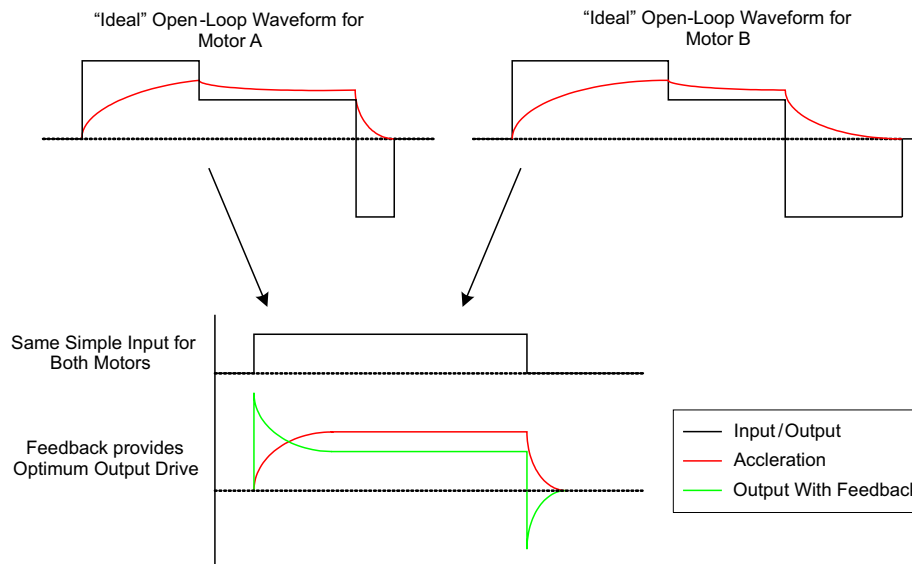 “Ideal” Open-Loop Waveform for
Motor A
“Ideal” Open-Loop Waveform for
Motor B
Same Simple Input for
Both Motors
Feedback provides
Optimum Output Drive
Input/Output
Accleration
Output With Feedback